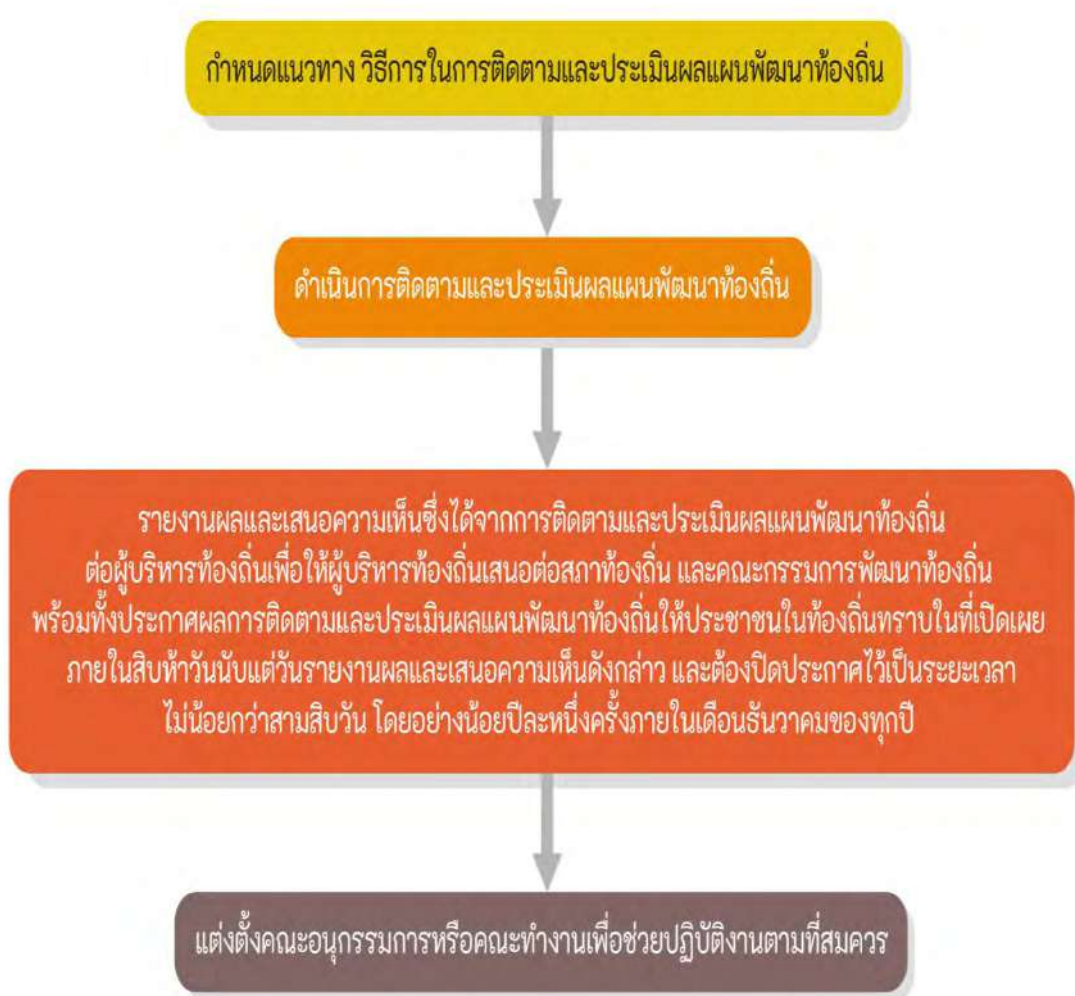 กำหนดแนวทาง วิธีการในการติดตามและประเมินผลแผนพัฒนาท้องถิ่น
ดำเนินการติดตามและประเมินผลแผนพัฒนาท้องถิ่น
รายงานผลและเสนอความเห็นซึ่งได้จากการติดตามและประเมินผลแผนพัฒนาท้องถิ่น
ต่อผู้บริหารท้องถิ่นเพื่อให้ผู้บริหารท้องถิ่นเสนอต่อสภาท้องถิ่น และคณะกรรมการพัฒนาท้องถิ่น
พร้อมทั้งประกาศผลการติดตามและประเมินผลแผนพัฒนาท้องถิ่นให้ประชาชนในท้องถิ่นทราบในที่เปิดเผย
ภายในสิบห้าวันนับแต่วันรายงานผลและเสนอความเห็นดังกล่าว และต้องปิดประกาศไว้เป็นระยะเวลา
ไม่น้อยกว่าสามสิบวัน โดยอย่างน้อยปีละหนึ่งครั้งภายในเดือนธันวาคมของทุกปี
แต่งตั้งคณะอนุกรรมการหรือคณะทำงานเพื่อช่วยปฏิบัติงานตามที่สมควร